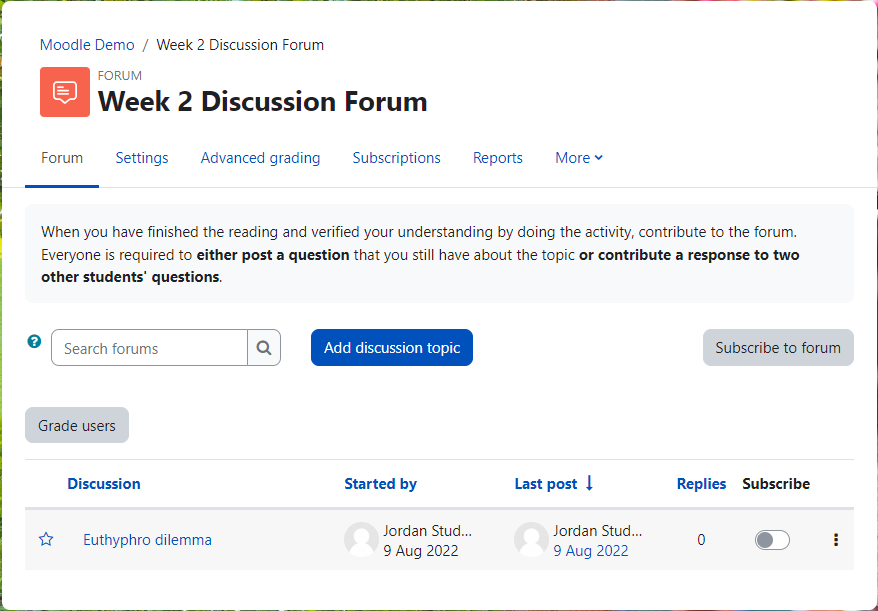 Moodle Demo / Week 2 Discussion Forum
FORUM
Week 2 Discussion Forum
Forum Settings Advanced grading Subscriptions Reports More
When you have finished the reading and verified your understanding by doing the activity, contribute to the forum.
Everyone is required to either post a question that you still have about the topic or contribute a response to two
other students' questions.
? Search forums Add discussion topic Subscribe to forum
Grade users
Discussion Started by Last post ↓ Replies Subscribe
Euthyphro dilemma Jordan Stud... Jordan Stud... 0
9 Aug 2022 9 Aug 2022